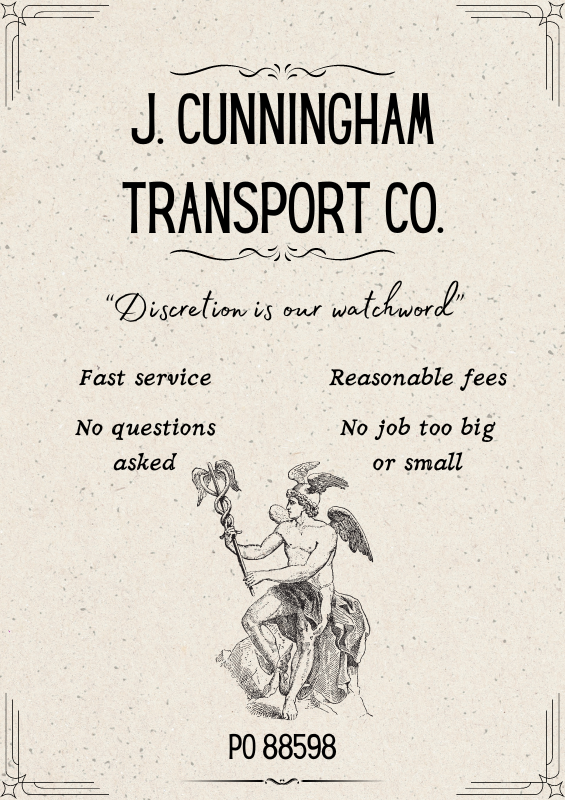 J. CUNNINGHAM
TRANSPORT CO.
“Discretion is our watchword”
Fast service
Reasonable fees
No questions
asked
No job too big
or small
PO 88598